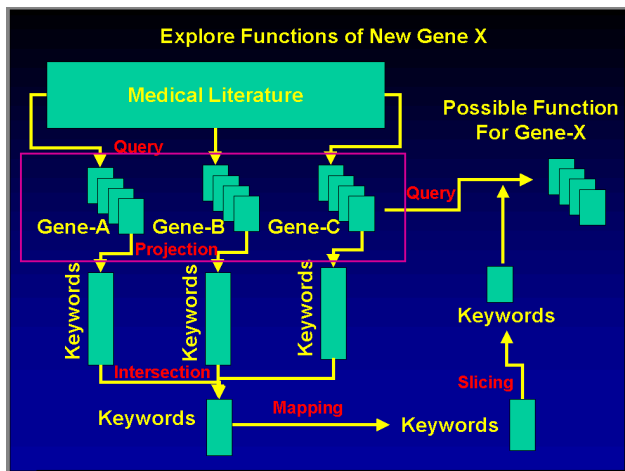 Explore Functions of New Gene X
Medical Literature
Possible Function
For Gene-X
Query
Query
Gene-A
Gene-B
Gene-C
Projection
Keywords
Keywords
Keywords
Keywords
Intersection
Slicing
Keywords
Mapping
Keywords